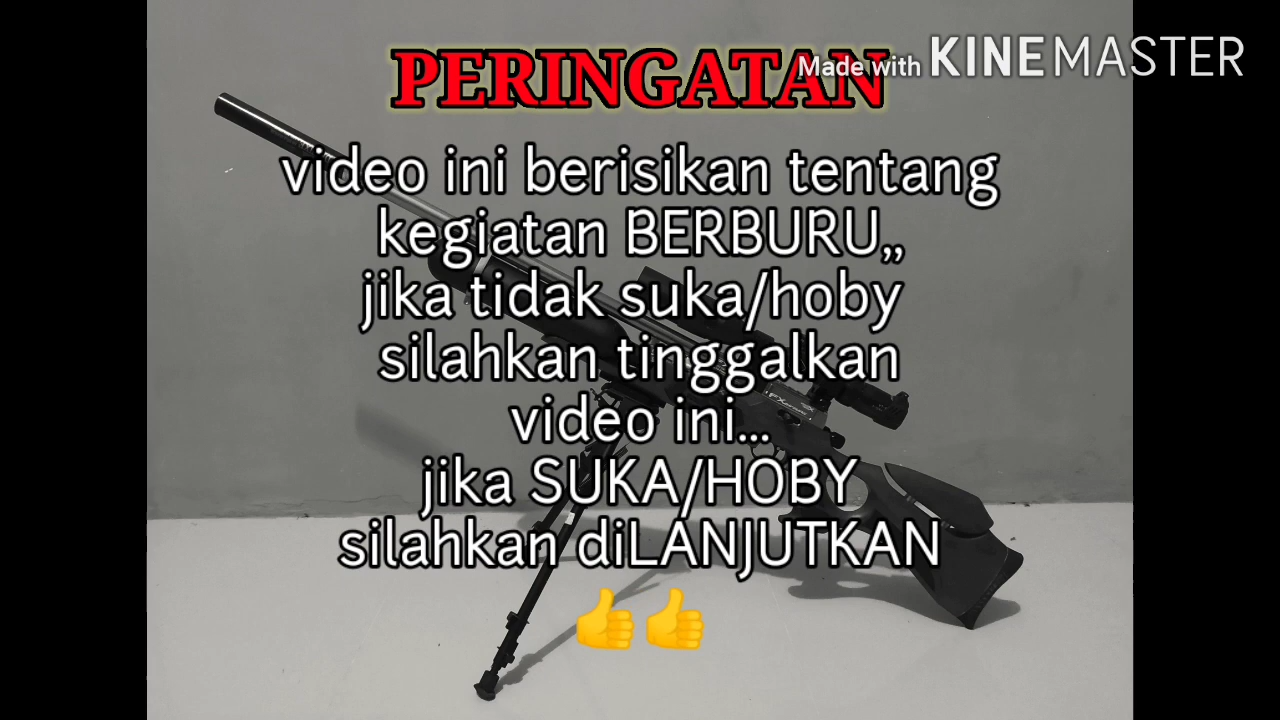 PERINGATAN
Made with KINEMASTER
video ini berisikan tentang
kegiatan BERBURU,,
jika tidak suka/hoby
silahkan tinggalkan
video ini...
jika SUKA/HOBY
silahkan diLANJUTKAN
👍👍
FX